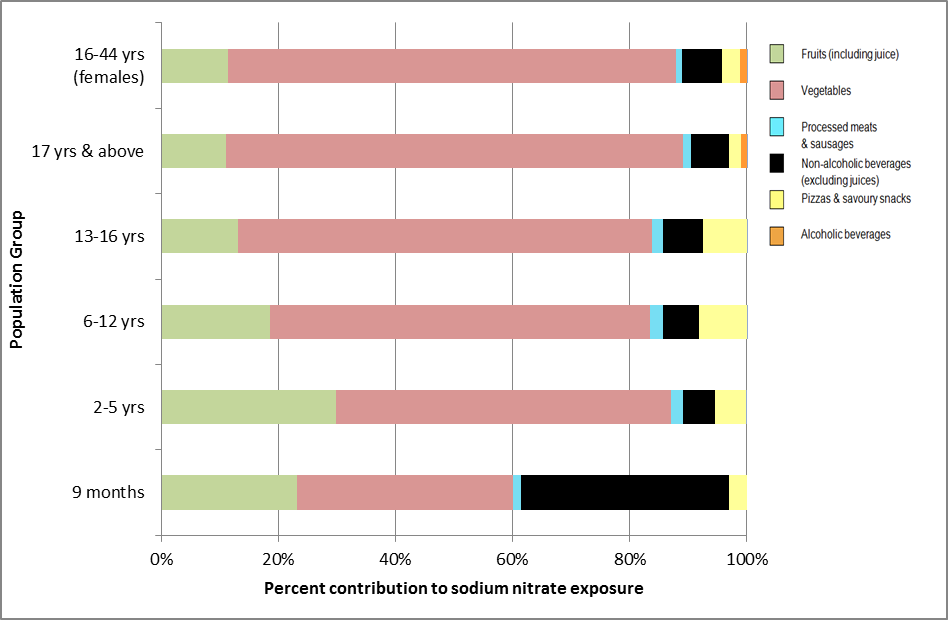 16-44 yrs
(females)
17 yrs & above
13-16 yrs
6-12 yrs
2-5 yrs
9 months
Population Group
0%
20%
40%
60%
80%
100%
Percent contribution to sodium nitrate exposure
Fruits (including juice)
Vegetables
Processed meats
& sausages
Non-alcoholic beverages
(excluding juices)
Pizzas & savoury snacks
Alcoholic beverages